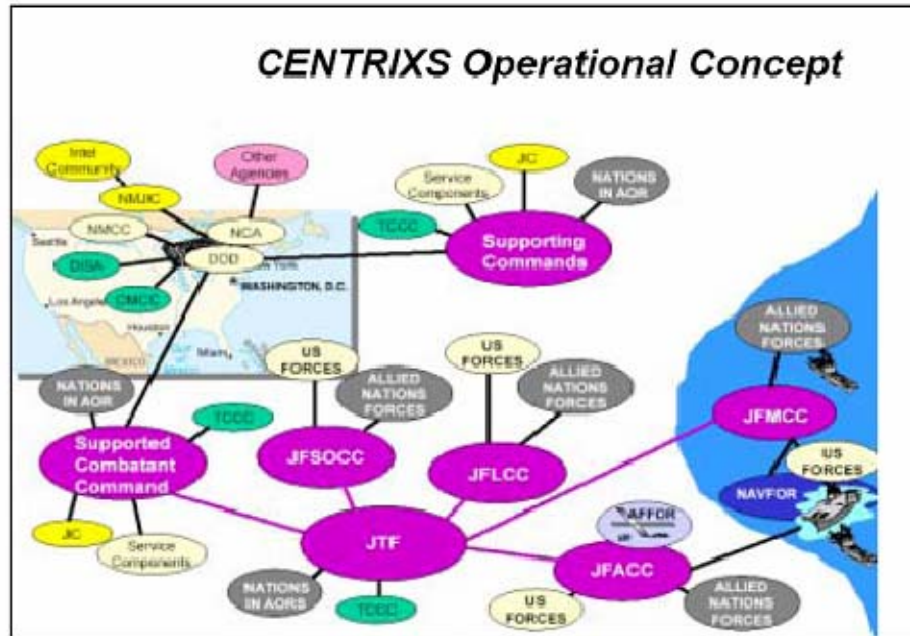 CENTRIXS Operational Concept
Intel
Community
Other
Agencies
NMJIC
JIC
Service
Components
NATIONS
IN AOR
NMCC
NCA
TCCC
Supporting
Commands
Seattle
DISA
DOD
New York
WASHINGTON, D.C.
CMCIC
Los Angeles
Houston
Miami
MEXICO
US
FORCES
US
FORCES
ALLIED
NATIONS
FORCES
NATIONS
IN AOR
ALLIED
NATIONS
FORCES
ALLIED
NATIONS
FORCES
TCCC
Supported
Combatant
Command
JFSOCC
JFLCC
JFMCC
US
FORCES
NAVFOR
JIC
Service
Components
JTF
AFFOR
JFACC
NATIONS
IN AORS
TCCC
US
FORCES
ALLIED
NATIONS
FORCES